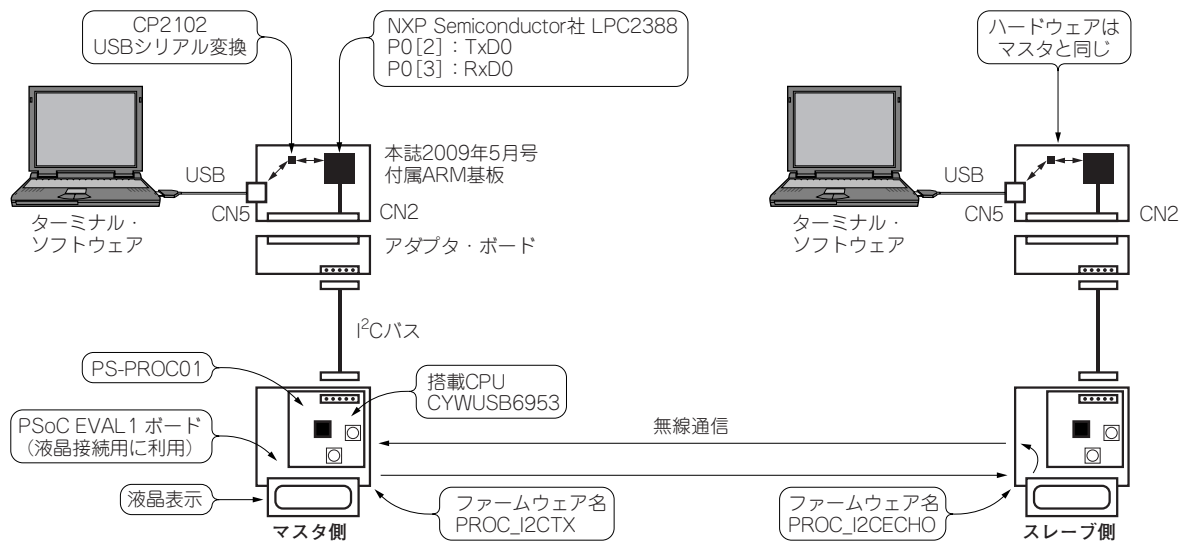 CP2102
USBシリアル変換
NXP Semiconductor社 LPC2388
P0[2]：TxD0
P0[3]：RxD0
ハードウェアは
マスタと同じ
本誌2009年5月号
付属ARM基板
USB
CN5
CN2
ターミナル・
ソフトウェア
アダプタ・ボード
USB
CN5
CN2
ターミナル・
ソフトウェア
I²Cバス
PS-PROC01
搭載CPU
CYWUSB6953
PSoC EVAL1 ボード
（液晶接続用に利用）
無線通信
液晶表示
ファームウェア名
PROC_I2CTX
ファームウェア名
PROC_I2CECHO
マスタ側
スレーブ側